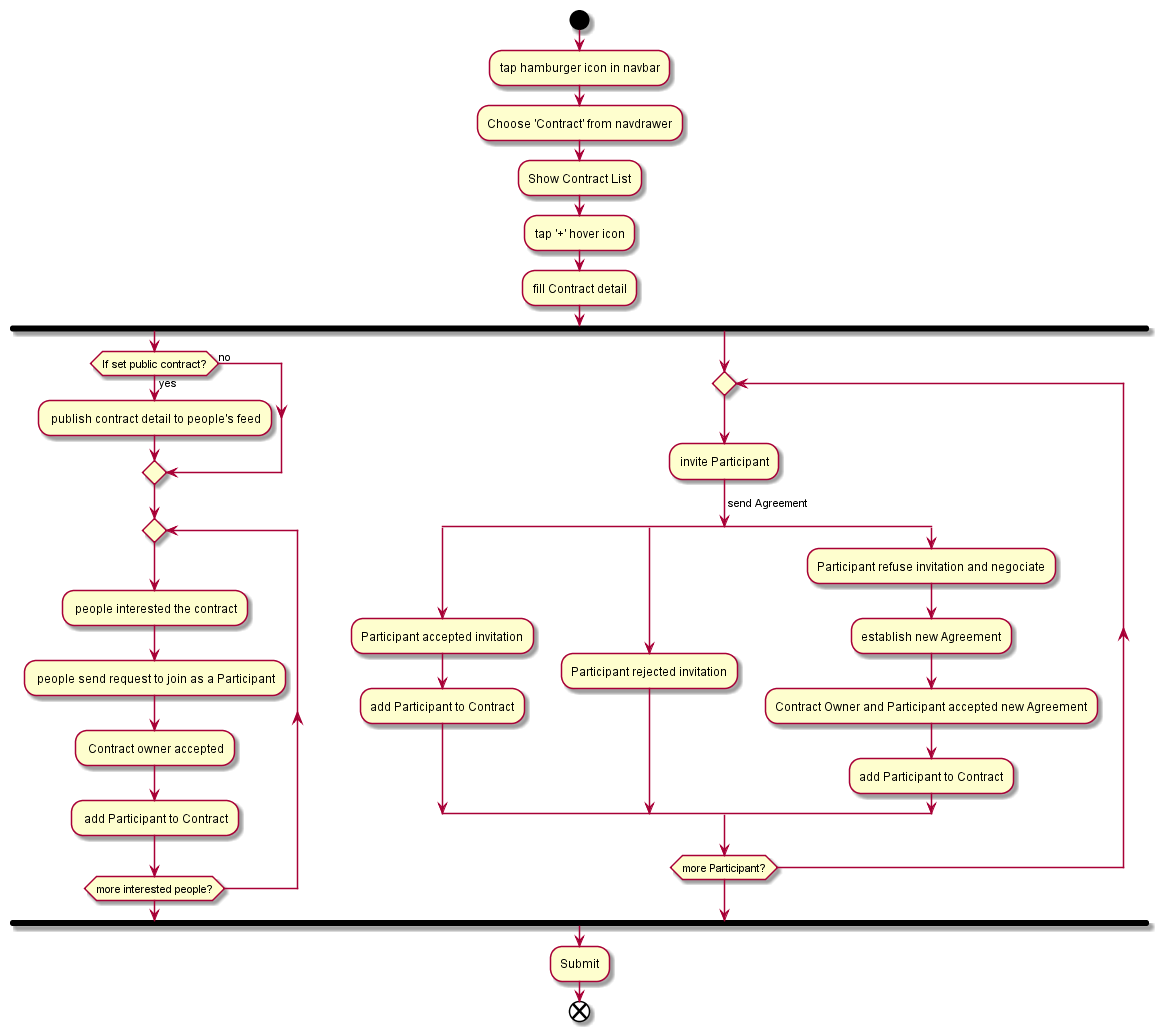 tap hamburger icon in navbar
Choose 'Contract' from navdrawer
Show Contract List
tap '+' hover icon
fill Contract detail
If set public contract?
no
yes
publish contract detail to people's feed
people interested the contract
people send request to join as a Participant
Contract owner accepted
add Participant to Contract
more interested people?
invite Participant
send Agreement
Participant accepted invitation
add Participant to Contract
Participant rejected invitation
Participant refuse invitation and negociate
establish new Agreement
Contract Owner and Participant accepted new Agreement
add Participant to Contract
more Participant?
Submit